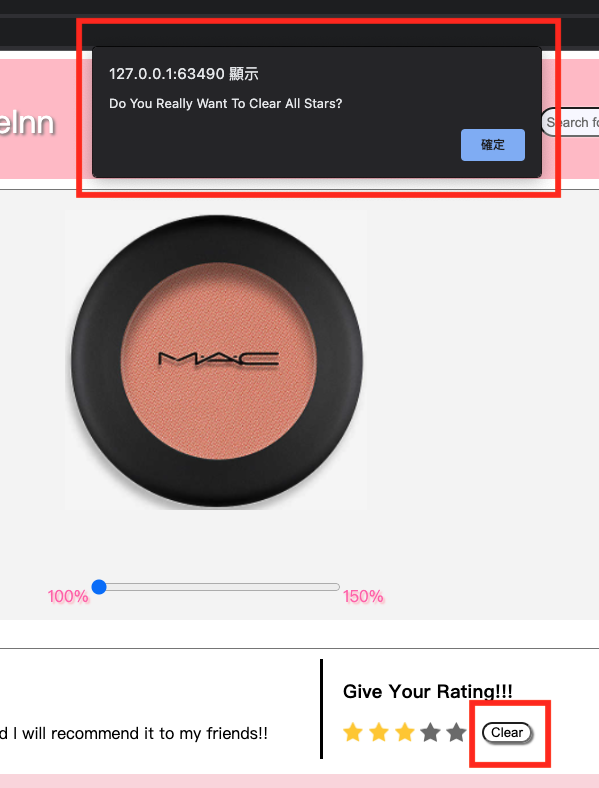 127.0.0.1:63490 顯示
Do You Really Want To Clear All Stars?
確定
eInn
Search fo
MAC
100%
150%
Give Your Rating!!!
d I will recommend it to my friends!!
Clear